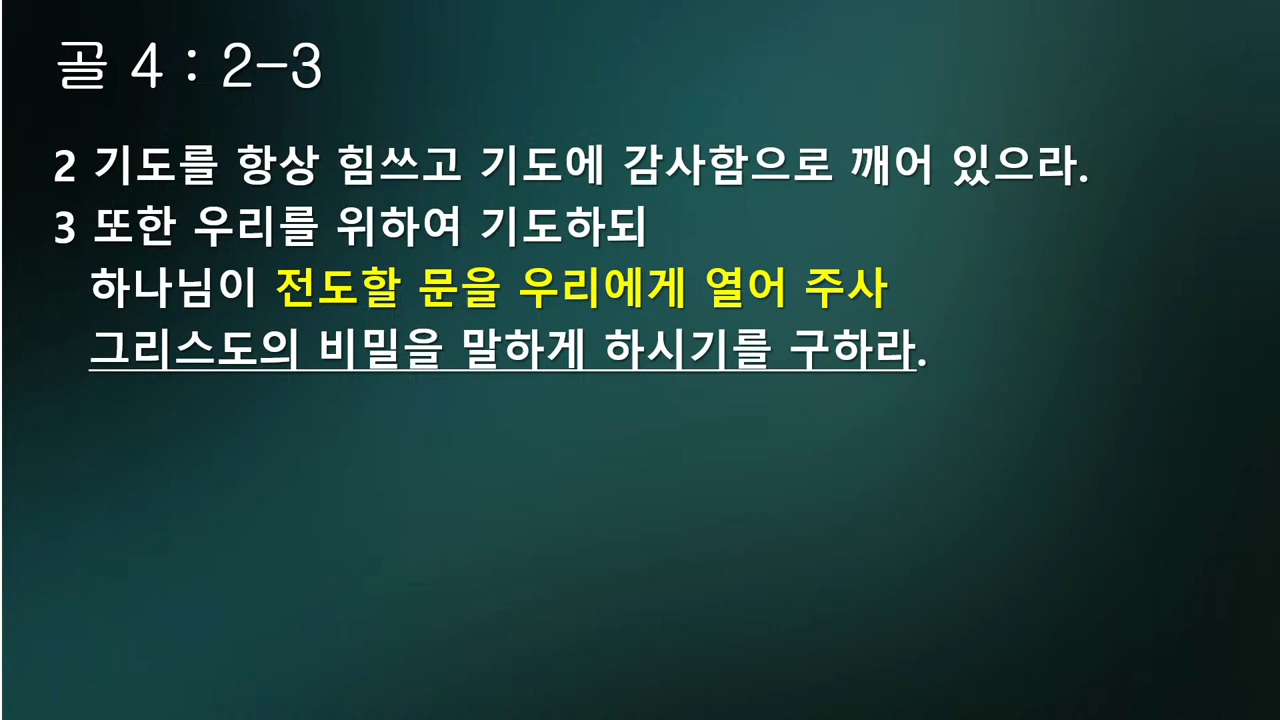 골 4 : 2-3
2 기도를 항상 힘쓰고 기도에 감사함으로 깨어 있으라.
3 또한 우리를 위하여 기도하되
하나님이 전도할 문을 우리에게 열어 주사
그리스도의 비밀을 말하게 하시기를 구하라.